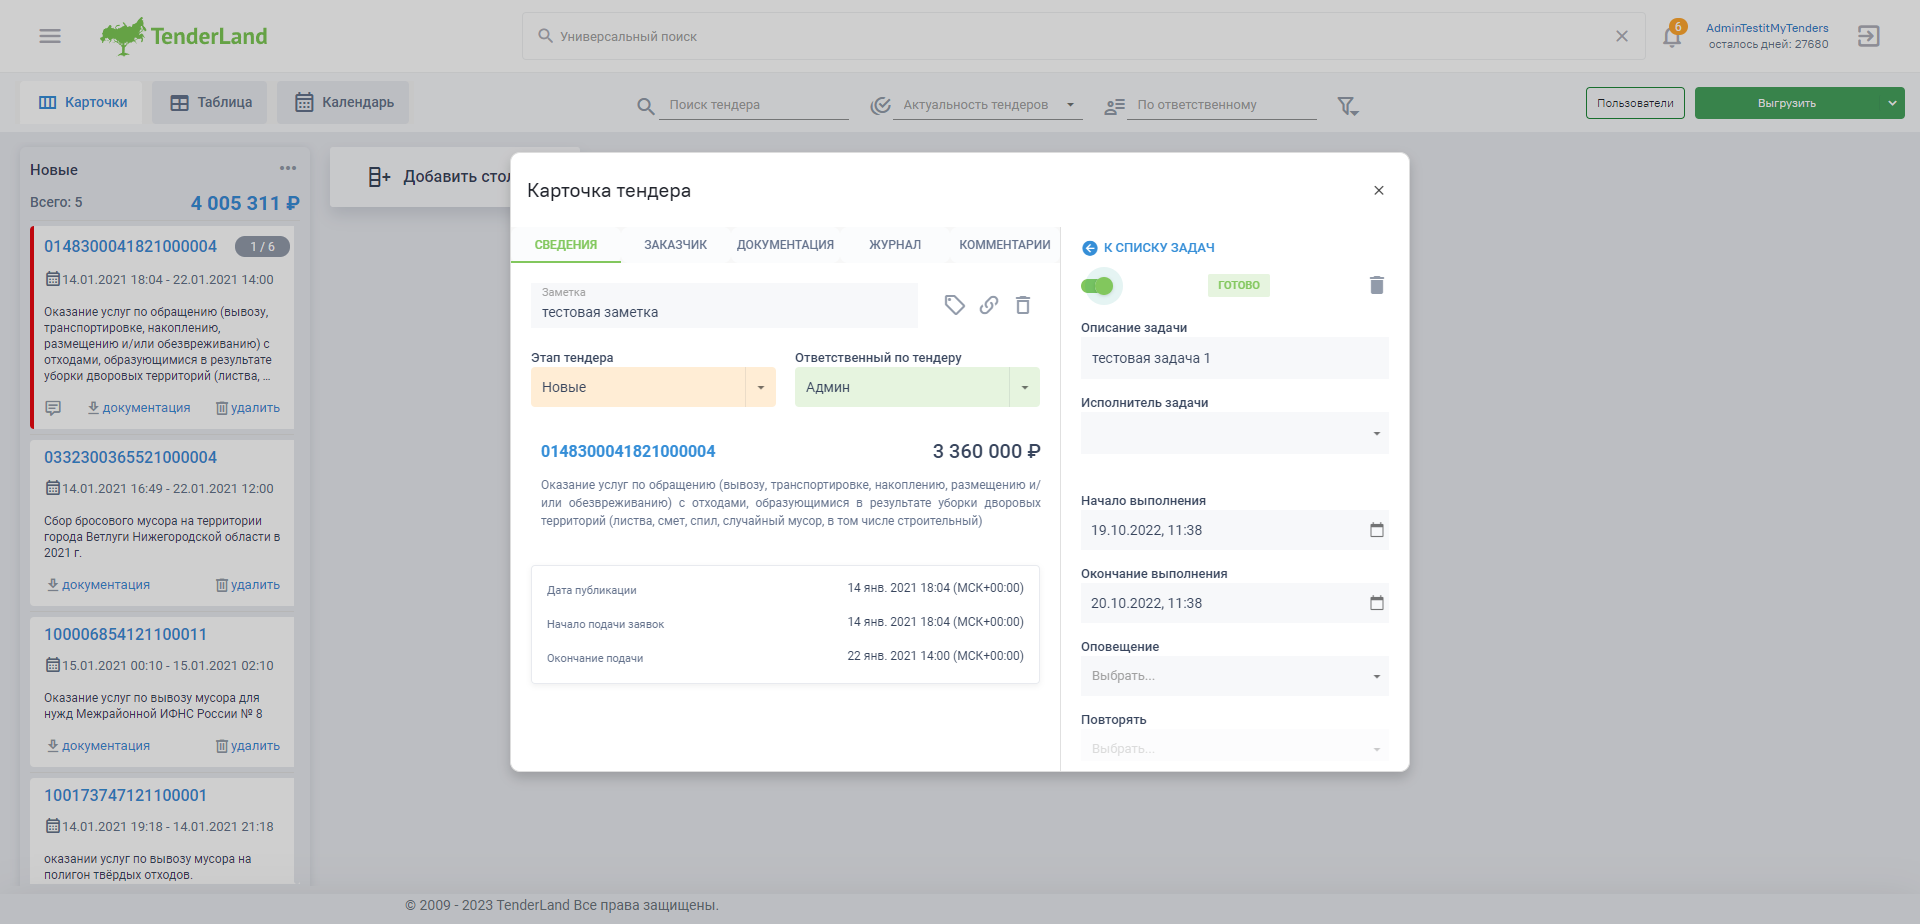 TenderLand
Универсальный поиск
6
AdminTestitMyTenders
осталось дней: 27680
Карточки
Таблица
Календарь
Поиск тендера
Актуальность тендеров
По ответственному
Пользователи
Выгрузить
Новые
Всего: 5
4 005 311 ₽
0148300041821000004
1 / 6
14.01.2021 18:04 - 22.01.2021 14:00
Оказание услуг по обращению (вывозу,
транспортировке, накоплению,
размещению и/или обезвреживанию) с
отходами, образующимися в результате
уборки дворовых территорий (листва, ...
документация
удалить
0332300365521000004
14.01.2021 16:49 - 22.01.2021 12:00
Сбор бросового мусора на территории
города Ветлуги Нижегородской области в
2021 г.
документация
удалить
100006854121100011
15.01.2021 00:10 - 15.01.2021 02:10
Оказание услуг по вывозу мусора для
нужд Межрайонной ИФНС России № 8
документация
удалить
100173747121100001
14.01.2021 19:18 - 14.01.2021 21:18
оказании услуг по вывозу мусора на
полигон твёрдых отходов.
Добавить стол
Карточка тендера
СВЕДЕНИЯ
ЗАКАЗЧИК
ДОКУМЕНТАЦИЯ
ЖУРНАЛ
КОММЕНТАРИИ
Заметка
тестовая заметка
Этап тендера
Новые
Ответственный по тендеру
Админ
0148300041821000004
3 360 000 ₽
Оказание услуг по обращению (вывозу, транспортировке, накоплению, размещению и/
или обезвреживанию) с отходами, образующимися в результате уборки дворовых
территорий (листва, смет, спил, случайный мусор, в том числе строительный)
Дата публикации
14 янв. 2021 18:04 (МСК+00:00)
Начало подачи заявок
14 янв. 2021 18:04 (МСК+00:00)
Окончание подачи
22 янв. 2021 14:00 (МСК+00:00)
К СПИСКУ ЗАДАЧ
ГОТОВО
Описание задачи
тестовая задача 1
Исполнитель задачи
Начало выполнения
19.10.2022, 11:38
Окончание выполнения
20.10.2022, 11:38
Оповещение
Выбрать...
Повторять
Выбрать...
© 2009 - 2023 TenderLand Все права защищены.